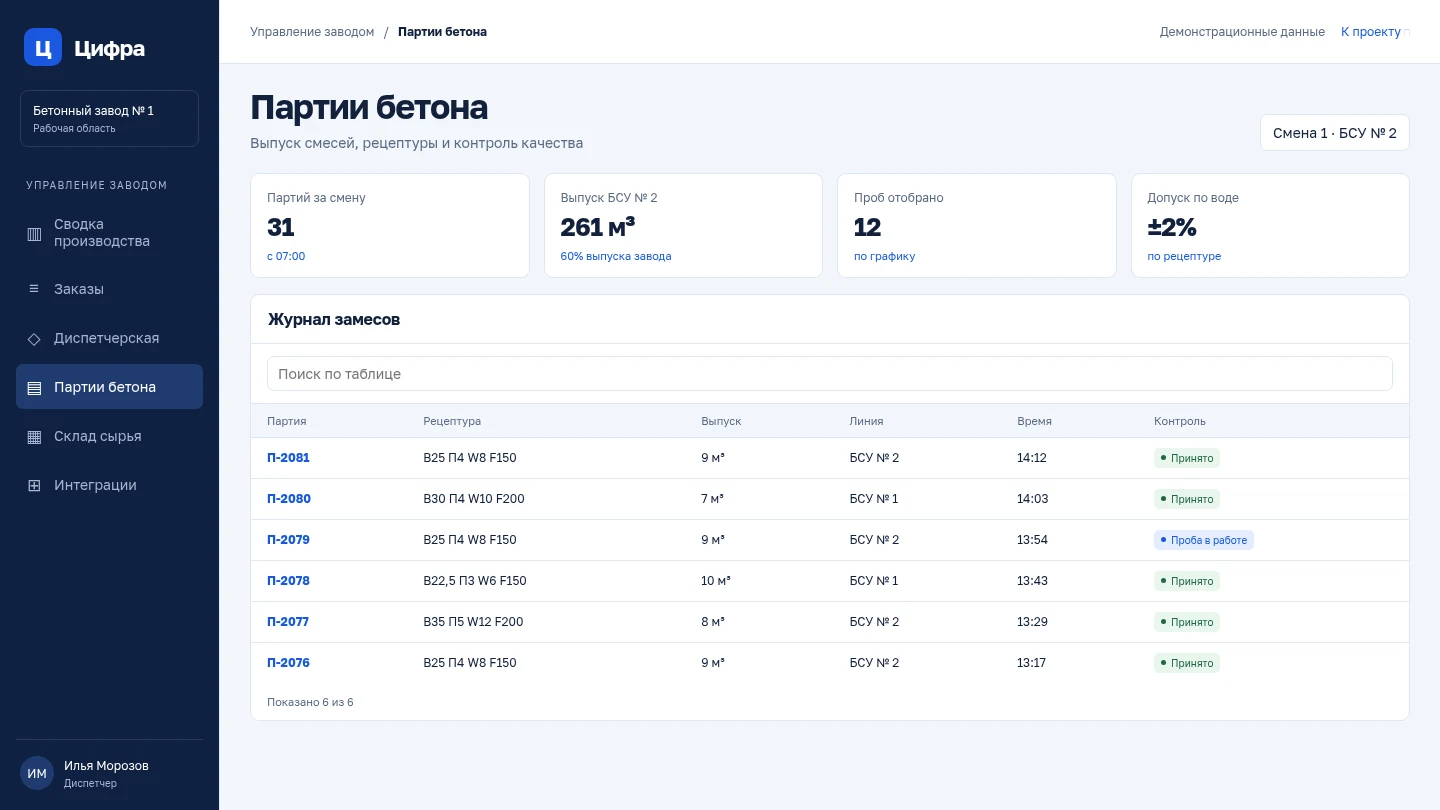 Ц Цифра
Бетонный завод № 1
Рабочая область
УПРАВЛЕНИЕ ЗАВОДОМ
Сводка
производства
Заказы
Диспетчерская
Партии бетона
Склад сырья
Интеграции
ИМ
Илья Морозов
Диспетчер
Управление заводом / Партии бетона
Демонстрационные данные К проекту
Партии бетона
Выпуск смесей, рецептуры и контроль качества
Смена 1 · БСУ № 2
Партий за смену
31
с 07:00
Выпуск БСУ № 2
261 м³
60% выпуска завода
Проб отобрано
12
по графику
Допуск по воде
±2%
по рецептуре
Журнал замесов
Поиск по таблице
Партия Рецептура Выпуск Линия Время Контроль
П-2081 В25 П4 W8 F150 9 м³ БСУ № 2 14:12 Принято
П-2080 В30 П4 W10 F200 7 м³ БСУ № 1 14:03 Принято
П-2079 В25 П4 W8 F150 9 м³ БСУ № 2 13:54 Проба в работе
П-2078 В22,5 П3 W6 F150 10 м³ БСУ № 1 13:43 Принято
П-2077 В35 П5 W12 F200 8 м³ БСУ № 2 13:29 Принято
П-2076 В25 П4 W8 F150 9 м³ БСУ № 2 13:17 Принято
Показано 6 из 6